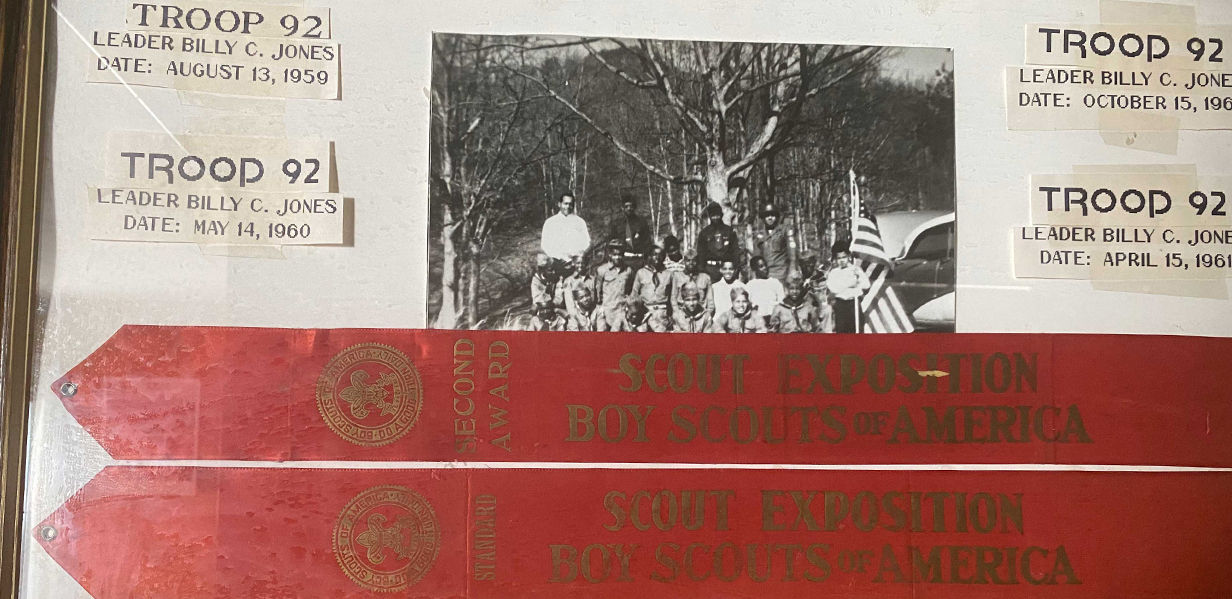 TROOP 92
LEADER BILLY C. JONES
DATE: AUGUST 13, 1959
TROOP 92
LEADER BILLY C. JONES
DATE: MAY 14, 1960
TROOP 92
LEADER BILLY C. JONE
DATE: OCTOBER 15, 196
TROOP 92
LEADER BILLY C. JONE
DATE: APRIL 15, 1961
SECOND
AWARD
SCOUT EXPOSITION
BOY SCOUTS OF AMERICA
STANDARD
SCOUT EXPOSITION
BOY SCOUTS OF AMERICA